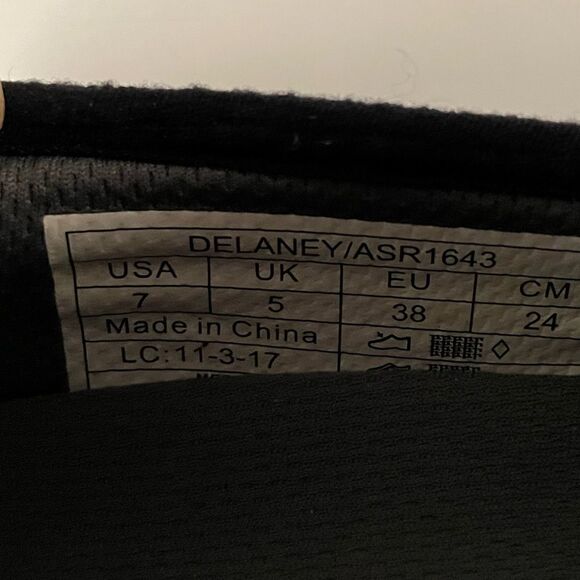 DELANEY/ASR1643
USA UK EU CM
7 5 38 24
Made in China
LC:11-3-17